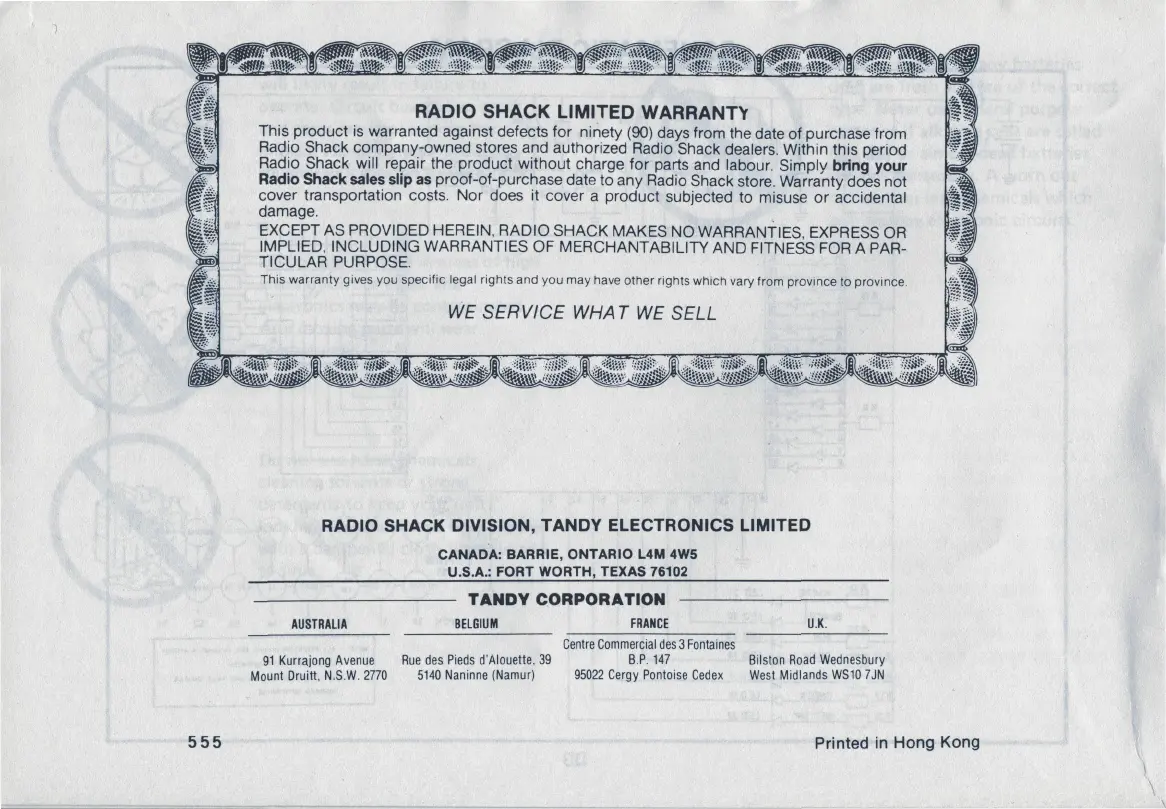 RADIO SHACK LIMITED WARRANTY
This product is warranted against defects for ninety (90) days from the date of purchase from
Radio Shack company-owned stores and authorized Radio Shack dealers. Within this period
Radio Shack will repair the product without charge for parts and labour. Simply bring your
Radio Shack sales slip as proof-of-purchase date to any Radio Shack store. Warranty does not
cover transportation costs. Nor does it cover a product subjected to misuse or accidental
damage.
EXCEPT AS PROVIDED HEREIN, RADIO SHACK MAKES NO WARRANTIES, EXPRESS OR
IMPLIED, INCLUDING WARRANTIES OF MERCHANTABILITY AND FITNESS FOR A PAR-
TICULAR PURPOSE.
This warranty gives you specific legal rights and you may have other rights which vary from province to province.
WE SERVICE WHAT WE SELL
RADIO SHACK DIVISION, TANDY ELECTRONICS LIMITED
CANADA: BARRIE, ONTARIO L4M 4W5
U.S.A.: FORT WORTH, TEXAS 76102
TANDY CORPORATION
AUSTRALIA
91 Kurrajong Avenue
Mount Druitt, N.S.W. 2770
BELGIUM
Rue des Pieds d'Alouette, 39
5140 Naninne (Namur)
FRANCE
Centre Commercial des 3 Fontaines
B.P. 147
95022 Cergy Pontoise Cedex
U.K.
Bilston Road Wednesbury
West Midlands WS10 7JN
555
Printed in Hong Kong